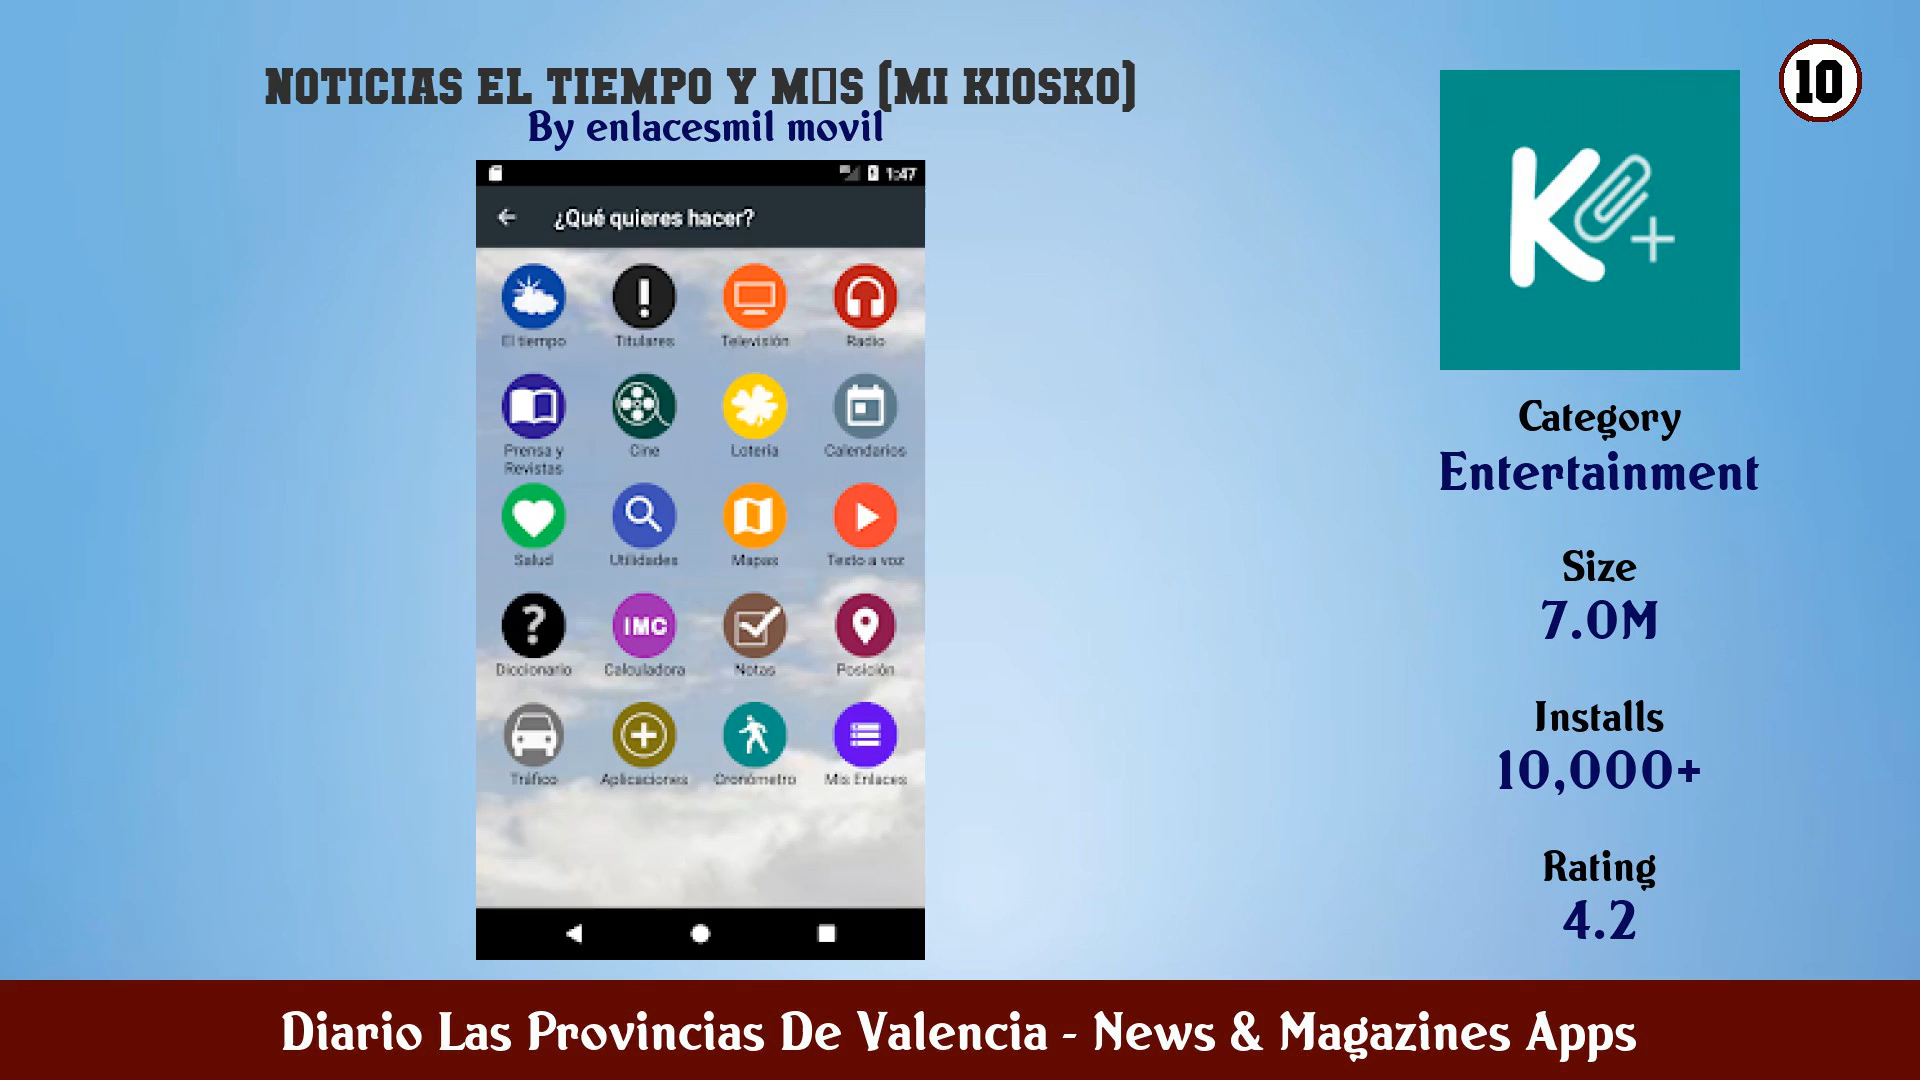 NOTICIAS EL TIEMPO Y M▯S (MI KIOSKO)
By enlacesmil movil
10
1:47
¿Qué quieres hacer?
El tiempo Titulares Televisión Radio
Prensa y Revistas Cine Lotería Calendarios
Salud Utilidades Mapas Texto a voz
IMC
Diccionario Calculadora Notas Posición
Tráfico Aplicaciones Cronómetro Mis Enlaces
K+
Category
Entertainment
Size
7.0M
Installs
10,000+
Rating
4.2
Diario Las Provincias De Valencia - News & Magazines Apps